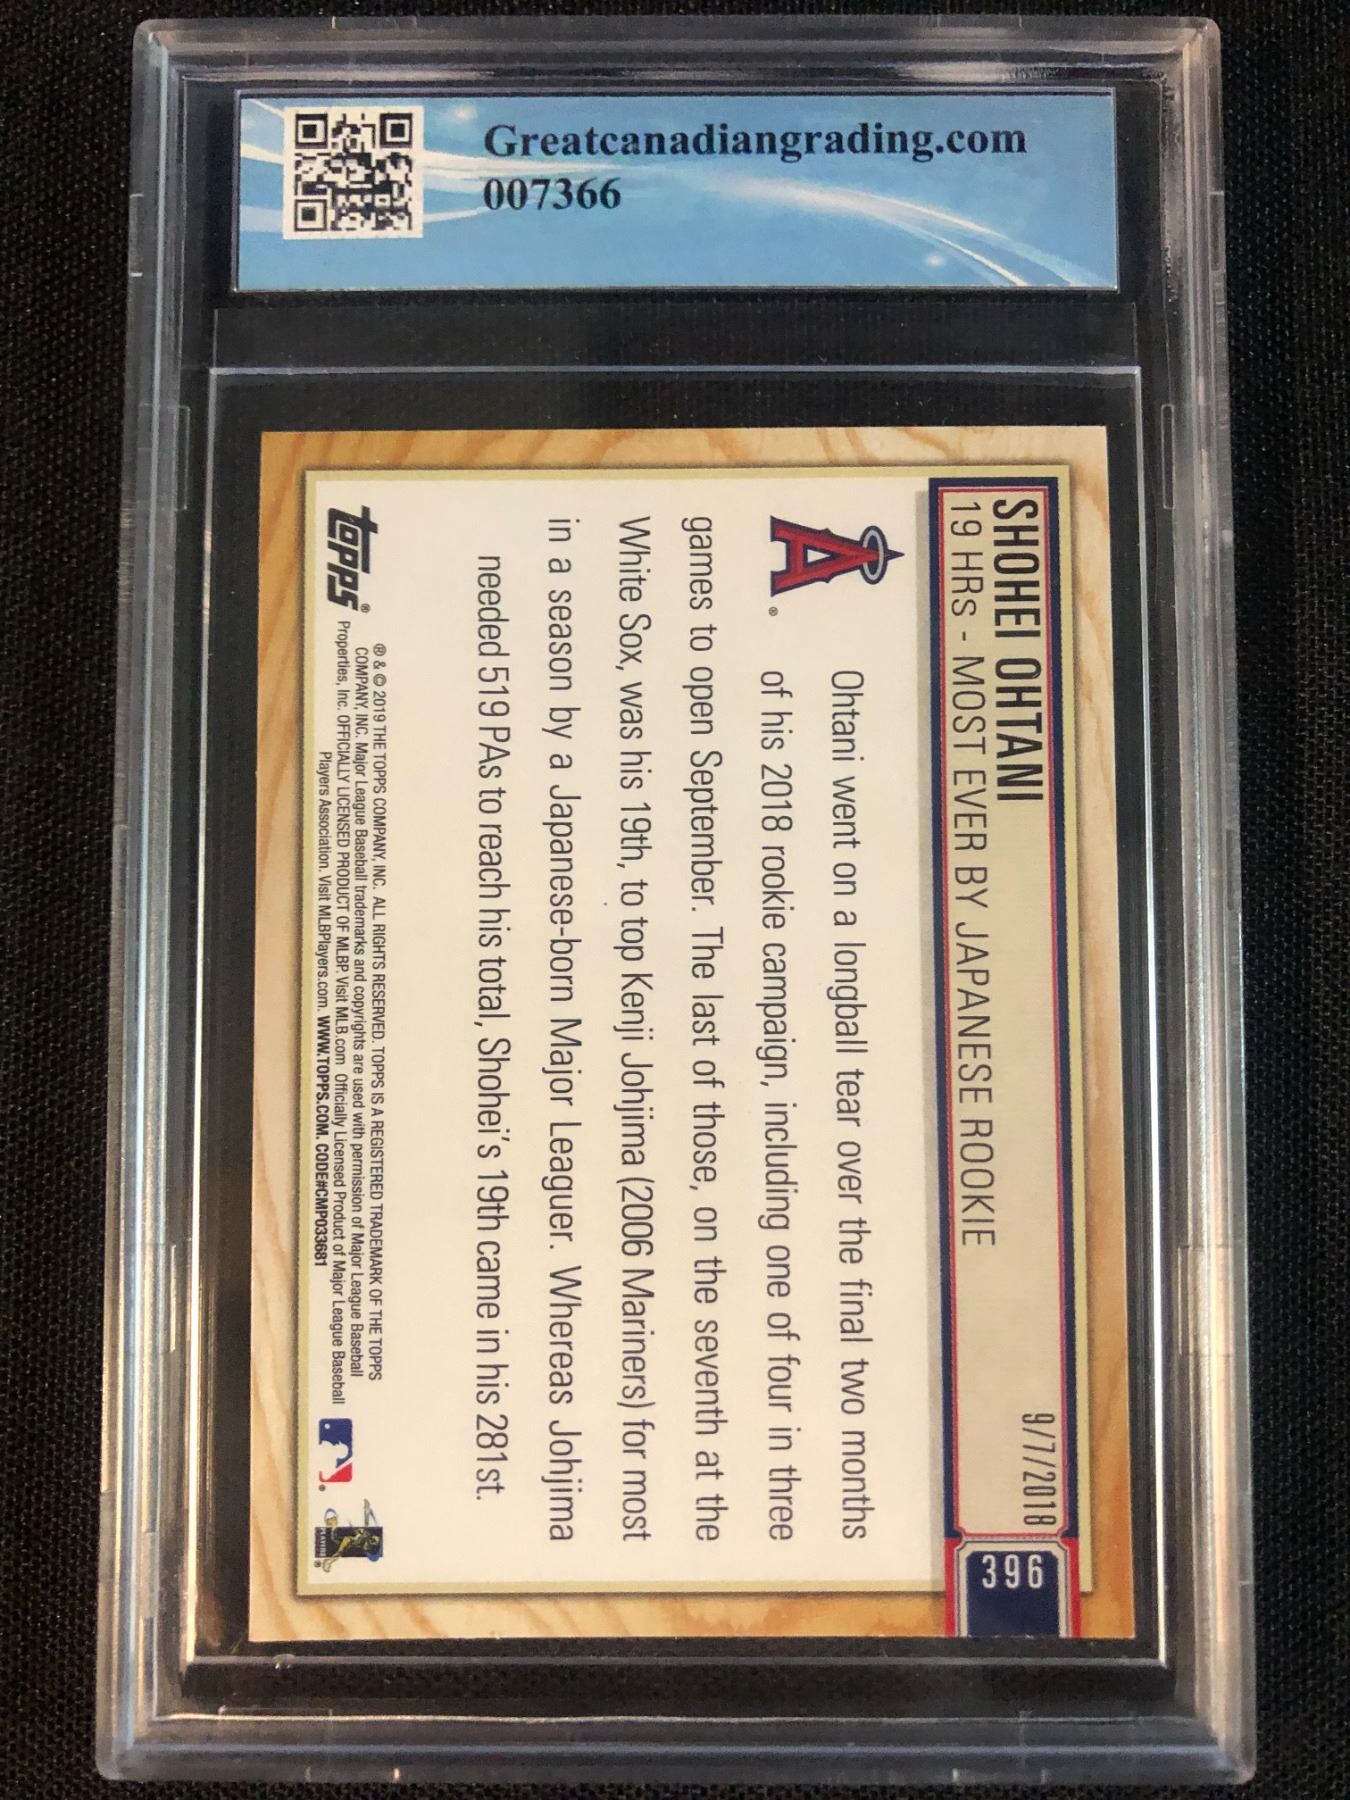 Greatcanadiangrading.com
007366
SHOHEI OHTANI
9/7/2018
19 HRs - MOST EVER BY JAPANESE ROOKIE
396
A®
Ohtani went on a longball tear over the final two months
of his 2018 rookie campaign, including one of four in three
games to open September. The last of those, on the seventh at the
White Sox, was his 19th, to top Kenji Johjima (2006 Mariners) for most
in a season by a Japanese-born Major Leaguer. Whereas Johjima
needed 519 PAs to reach his total, Shohei's 19th came in his 281st.
topps®
® & © 2019 THE TOPPS COMPANY, INC. ALL RIGHTS RESERVED. TOPPS IS A REGISTERED TRADEMARK OF THE TOPPS
COMPANY, INC. Major League Baseball trademarks and copyrights are used with permission of Major League Baseball
Properties, Inc. OFFICIALLY LICENSED PRODUCT OF MLBP. Visit MLB.com Officially Licensed Product of Major League Baseball
Players Association. Visit MLBPlayers.com. WWW.TOPPS.COM. CODE#CMP033681
PLAYERS